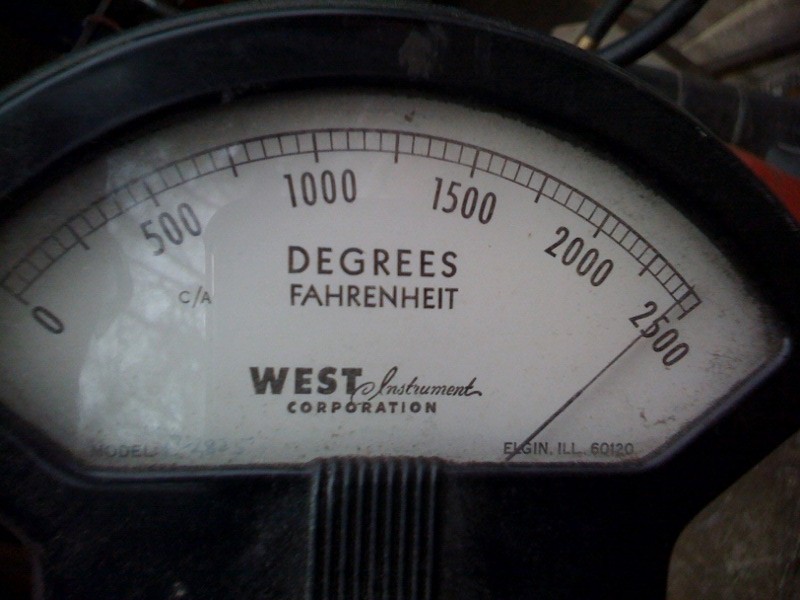 0 500 1000 1500 2000 2500
C/A
DEGREES
FAHRENHEIT
WEST Instrument
CORPORATION
MODEL
ELGIN, ILL. 60120